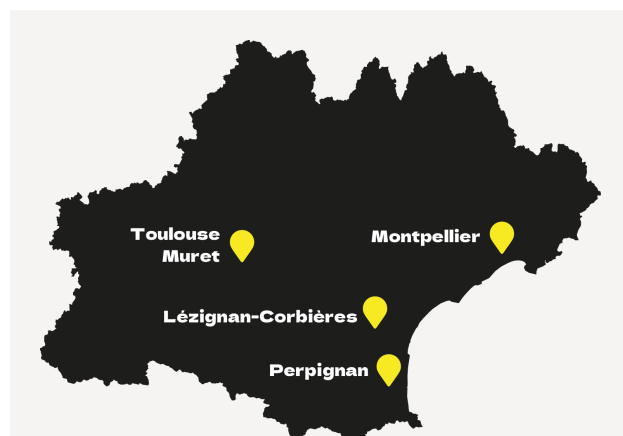 Toulouse
Muret
Montpellier
Lézignan-Corbières
Perpignan